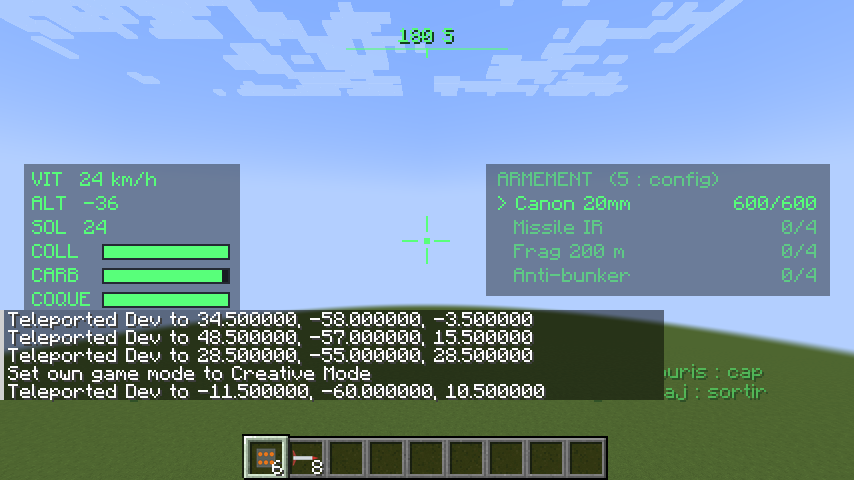 180 S
VIT 24 km/h
ALT -36
SOL 24
COLL
CARB
COQUE
ARMEMENT (5 : config)
> Canon 20mm 600/600
Missile IR 0/4
Frag 200 m 0/4
Anti-bunker 0/4
Teleported Dev to 34.500000, -58.000000, -3.500000
Teleported Dev to 48.500000, -57.000000, 15.500000
Teleported Dev to 28.500000, -55.000000, 28.500000
Set own game mode to Creative Mode
Teleported Dev to -11.500000, -60.000000, 10.500000
: cap
: sortir
6 8